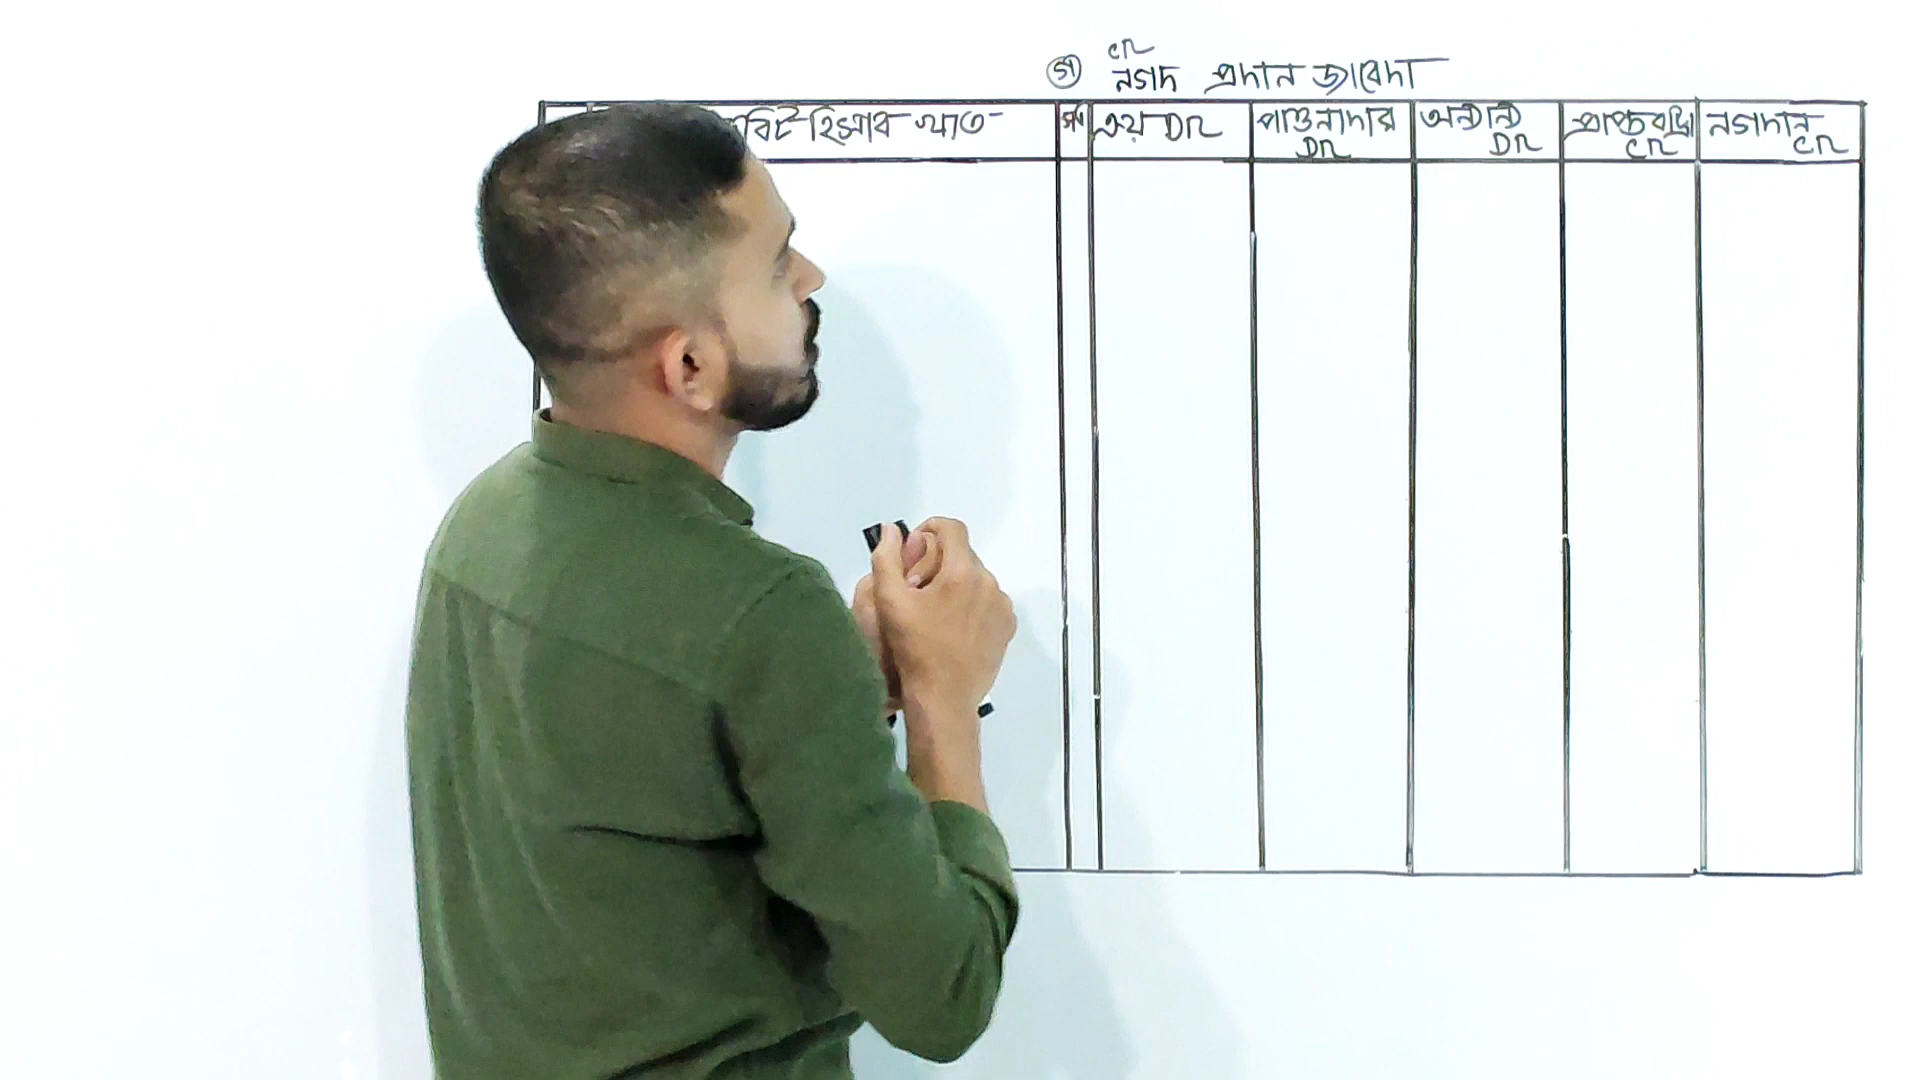 গ
Cr
নগদ প্রদান জাবেদা
ডেবিট হিসাব খাত
সূ
ক্রয় Dr
পাওনাদার
Dr
অন্যান্য
Dr
প্রাপ্ত বাট্টা
Cr
নগদান
Cr